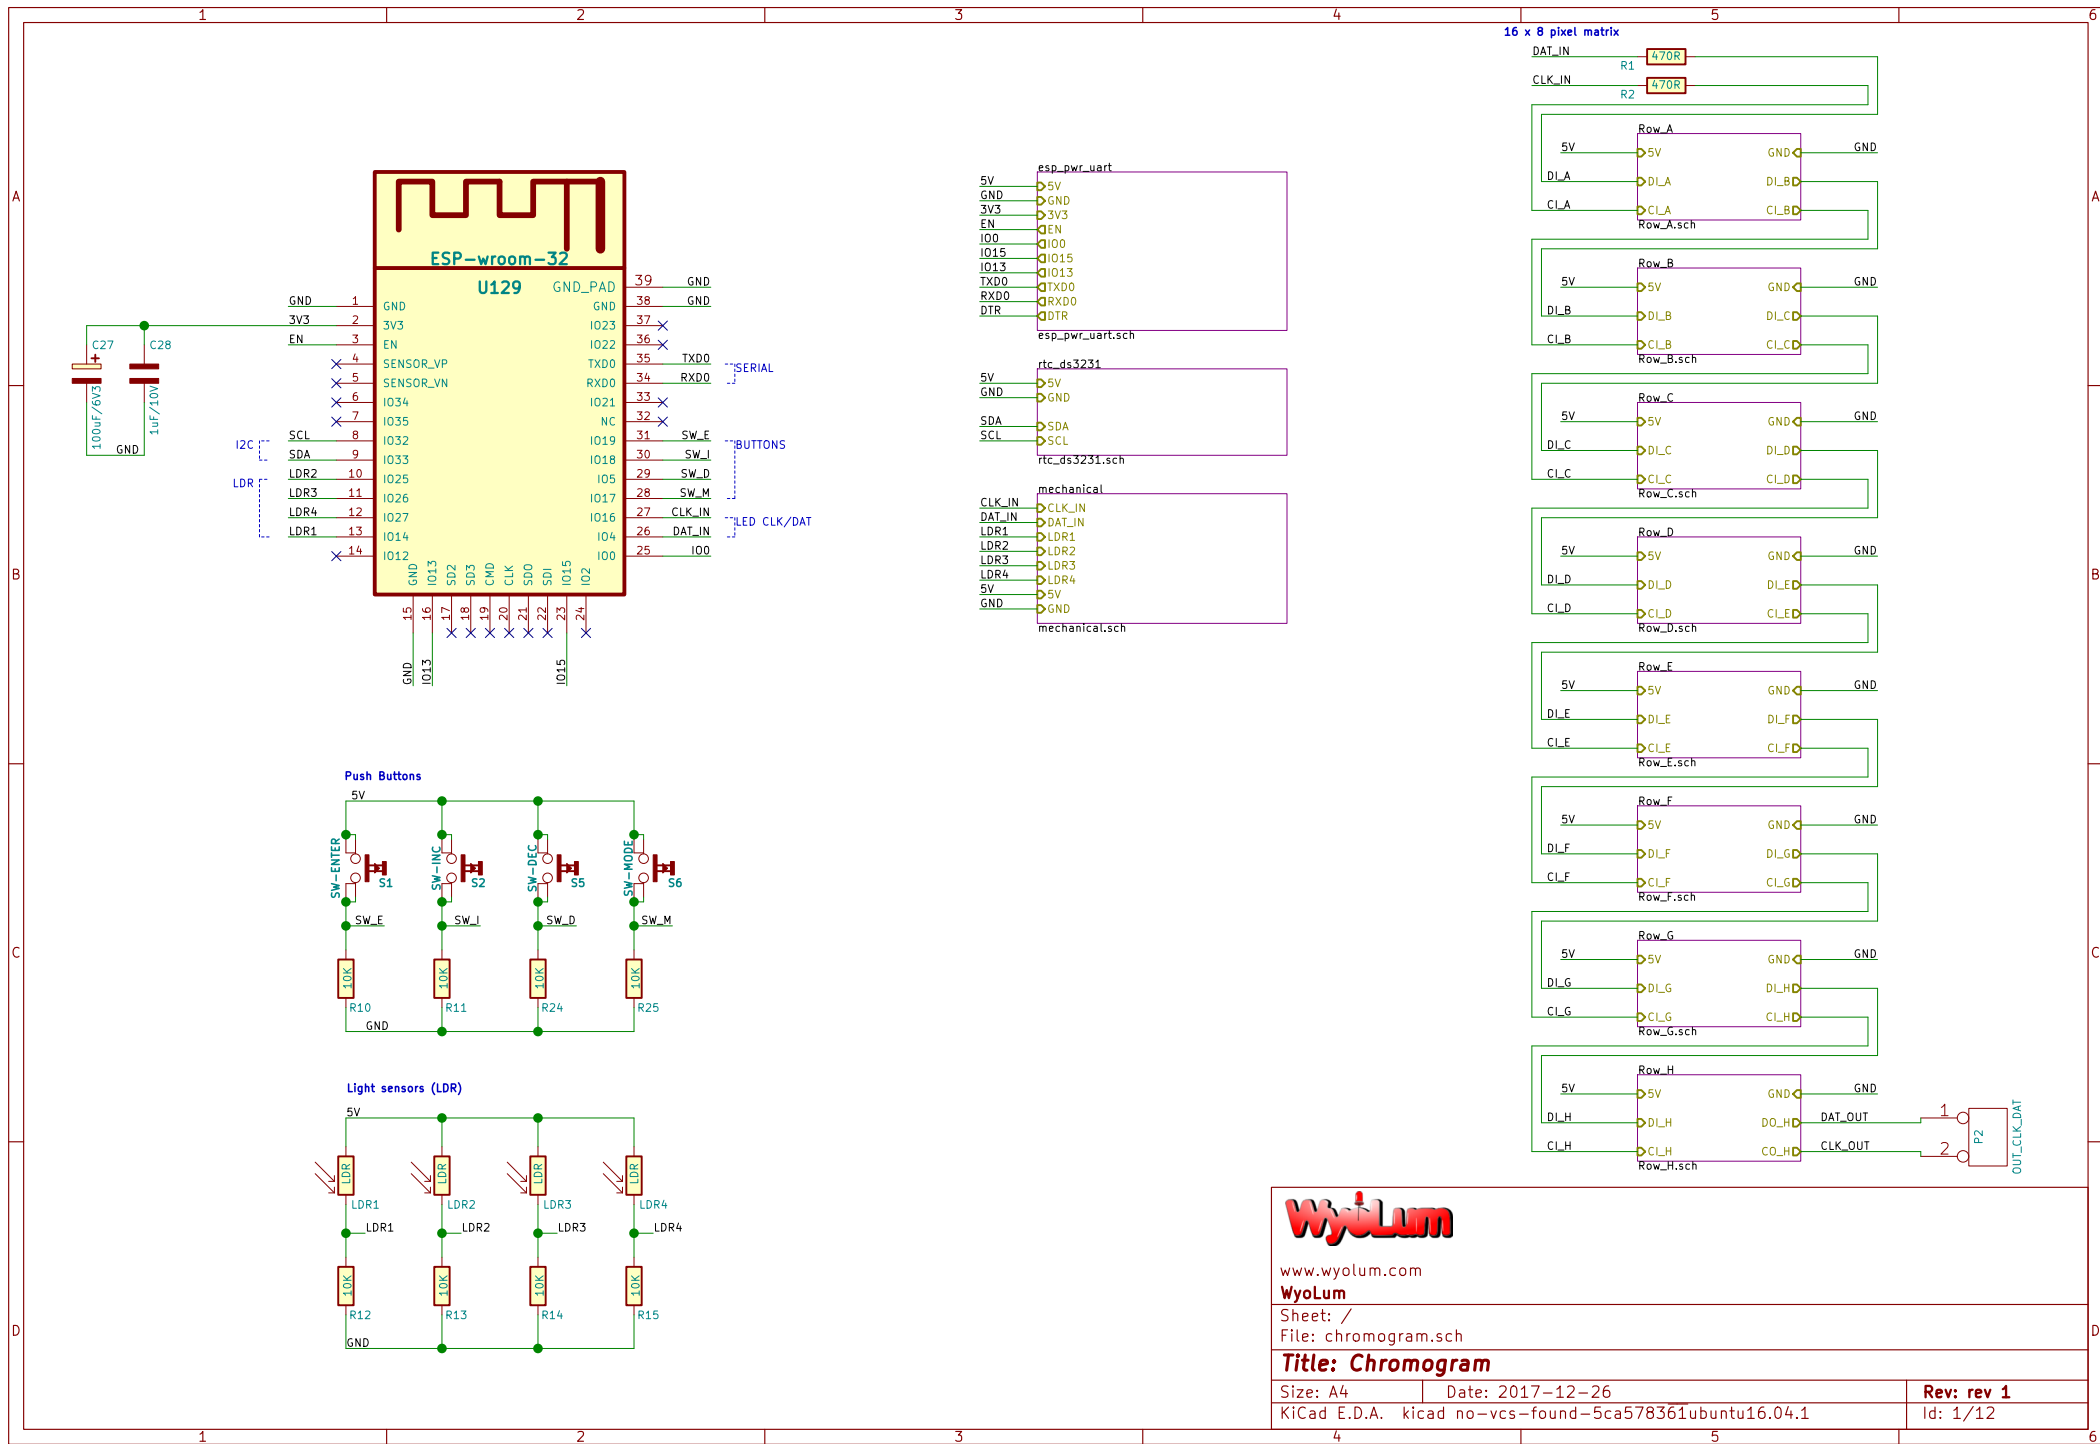 1 2 3 4 5 6
A
B
C
D
A
B
C
D
ESP-wroom-32
U129
GND_PAD 39 GND
GND 1 GND
3V3 2 3V3
EN 3 EN
4 SENSOR_VP
5 SENSOR_VN
6 IO34
7 IO35
SCL 8 IO32
SDA 9 IO33
LDR2 10 IO25
LDR3 11 IO26
LDR4 12 IO27
LDR1 13 IO14
14 IO12
I2C
LDR
GND 38 GND
IO23 37
IO22 36
TXD0 35 TXD0
RXD0 34 RXD0
IO21 33
NC 32
IO19 31 SW_E
IO18 30 SW_I
IO5 29 SW_D
IO17 28 SW_M
IO16 27 CLK_IN
IO4 26 DAT_IN
IO0 25 IO0
SERIAL
BUTTONS
LED CLK/DAT
GND IO13 SD2 SD3 CMD CLK SD0 SDI IO15 IO2
15 16 17 18 19 20 21 22 23 24
GND IO13 IO15
C27 C28
100uF/6V3 1uF/10V
GND
esp_pwr_uart
5V 5V
GND GND
3V3 3V3
EN EN
IO0 IO0
IO15 IO15
IO13 IO13
TXD0 TXD0
RXD0 RXD0
DTR DTR
esp_pwr_uart.sch
rtc_ds3231
5V 5V
GND GND
SDA SDA
SCL SCL
rtc_ds3231.sch
mechanical
CLK_IN CLK_IN
DAT_IN DAT_IN
LDR1 LDR1
LDR2 LDR2
LDR3 LDR3
LDR4 LDR4
5V 5V
GND GND
mechanical.sch
Push Buttons
5V
SW-ENTER SW-INC SW-DEC SW-MODE
S1 S2 S5 S6
SW_E SW_I SW_D SW_M
10K 10K 10K 10K
R10 R11 R24 R25
GND
Light sensors (LDR)
5V
LDR LDR LDR LDR
LDR1 LDR2 LDR3 LDR4
LDR1 LDR2 LDR3 LDR4
10K 10K 10K 10K
R12 R13 R14 R15
GND
16 x 8 pixel matrix
DAT_IN R1 470R
CLK_IN R2 470R
Row_A
5V 5V GND GND
DI_A DI_A DI_B
CI_A CI_A CI_B
Row_A.sch
Row_B
5V 5V GND GND
DI_B DI_B DI_C
CI_B CI_B CI_C
Row_B.sch
Row_C
5V 5V GND GND
DI_C DI_C DI_D
CI_C CI_C CI_D
Row_C.sch
Row_D
5V 5V GND GND
DI_D DI_D DI_E
CI_D CI_D CI_E
Row_D.sch
Row_E
5V 5V GND GND
DI_E DI_E DI_F
CI_E CI_E CI_F
Row_E.sch
Row_F
5V 5V GND GND
DI_F DI_F DI_G
CI_F CI_F CI_G
Row_F.sch
Row_G
5V 5V GND GND
DI_G DI_G DI_H
CI_G CI_G CI_H
Row_G.sch
Row_H
5V 5V GND GND
DI_H DI_H DO_H DAT_OUT 1
CI_H CI_H CO_H CLK_OUT 2
Row_H.sch
P2
OUT_CLK_DAT
WyoLum
www.wyolum.com
WyoLum
Sheet: /
File: chromogram.sch
Title: Chromogram
Size: A4 Date: 2017-12-26 Rev: rev 1
KiCad E.D.A. kicad no-vcs-found-5ca578361ubuntu16.04.1 Id: 1/12
1 2 3 4 5 6